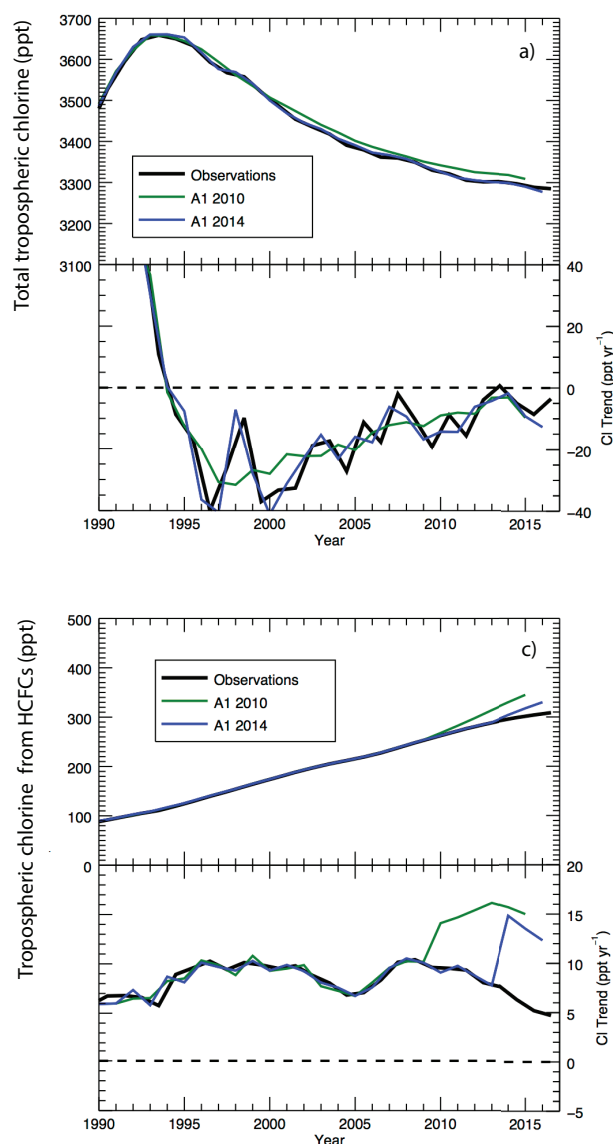 Total tropospheric chlorine (ppt)
a)
3700
3600
3500
3400
3300
3200
3100
Observations
A1 2010
A1 2014
40
20
0
−20
−40
Cl Trend (ppt yr⁻¹)
1990 1995 2000 2005 2010 2015
Year
Tropospheric chlorine from HCFCs (ppt)
c)
500
400
300
200
100
0
Observations
A1 2010
A1 2014
20
15
10
5
0
−5
Cl Trend (ppt yr⁻¹)
1990 1995 2000 2005 2010 2015
Year